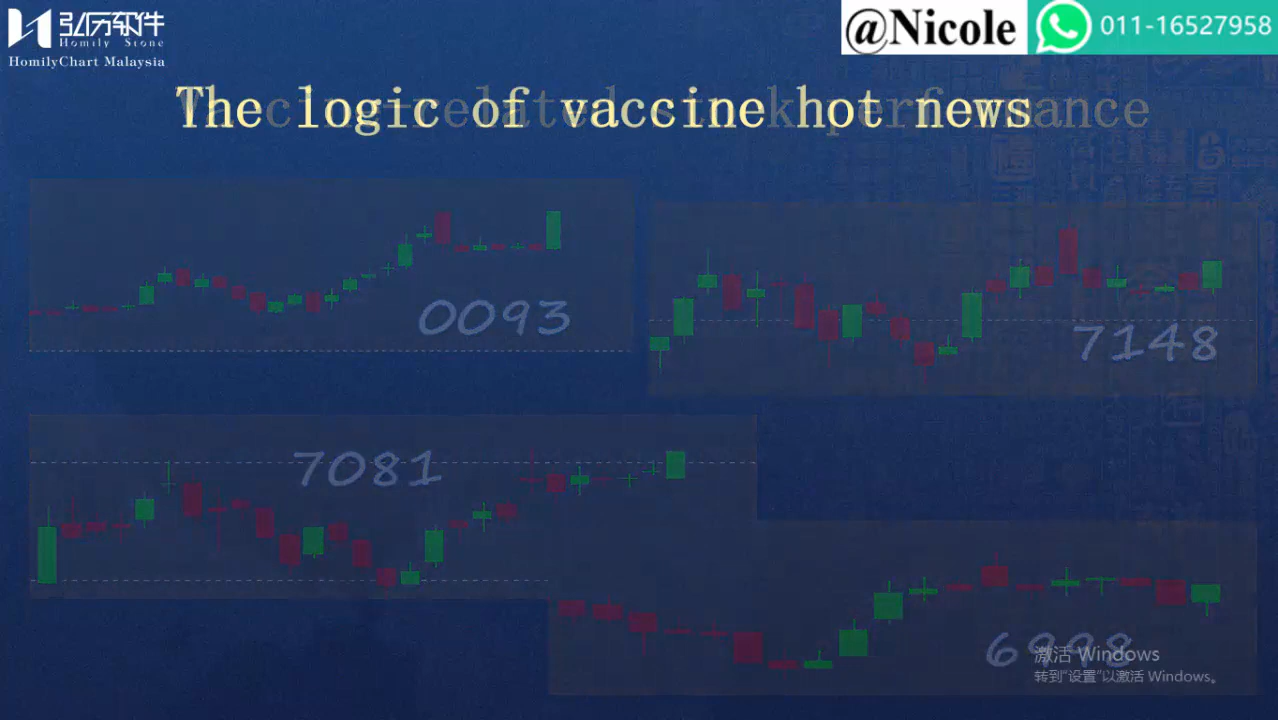 弘历软件
Homily Stone
HomilyChart Malaysia
@Nicole
011-16527958
The logic of vaccine hot news
0093
7148
7081
6998
激活 Windows
转到“设置”以激活 Windows。